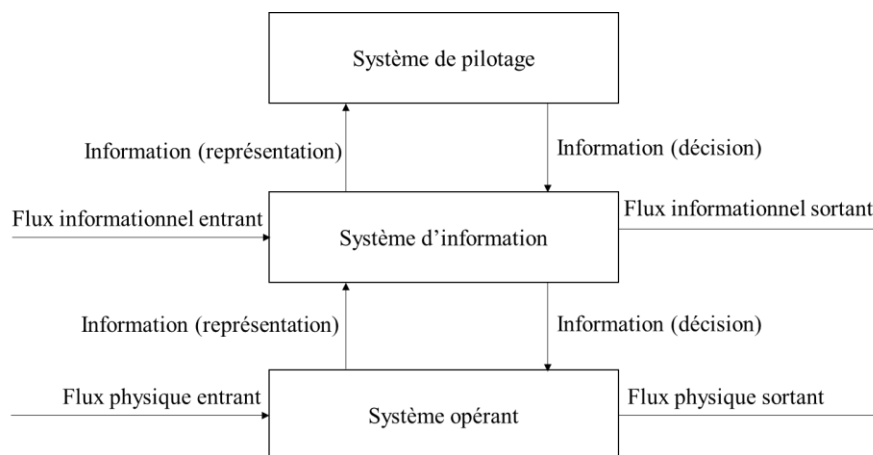 Système de pilotage
Information (représentation)
Information (décision)
Flux informationnel entrant
Système d’information
Flux informationnel sortant
Information (représentation)
Information (décision)
Flux physique entrant
Système opérant
Flux physique sortant